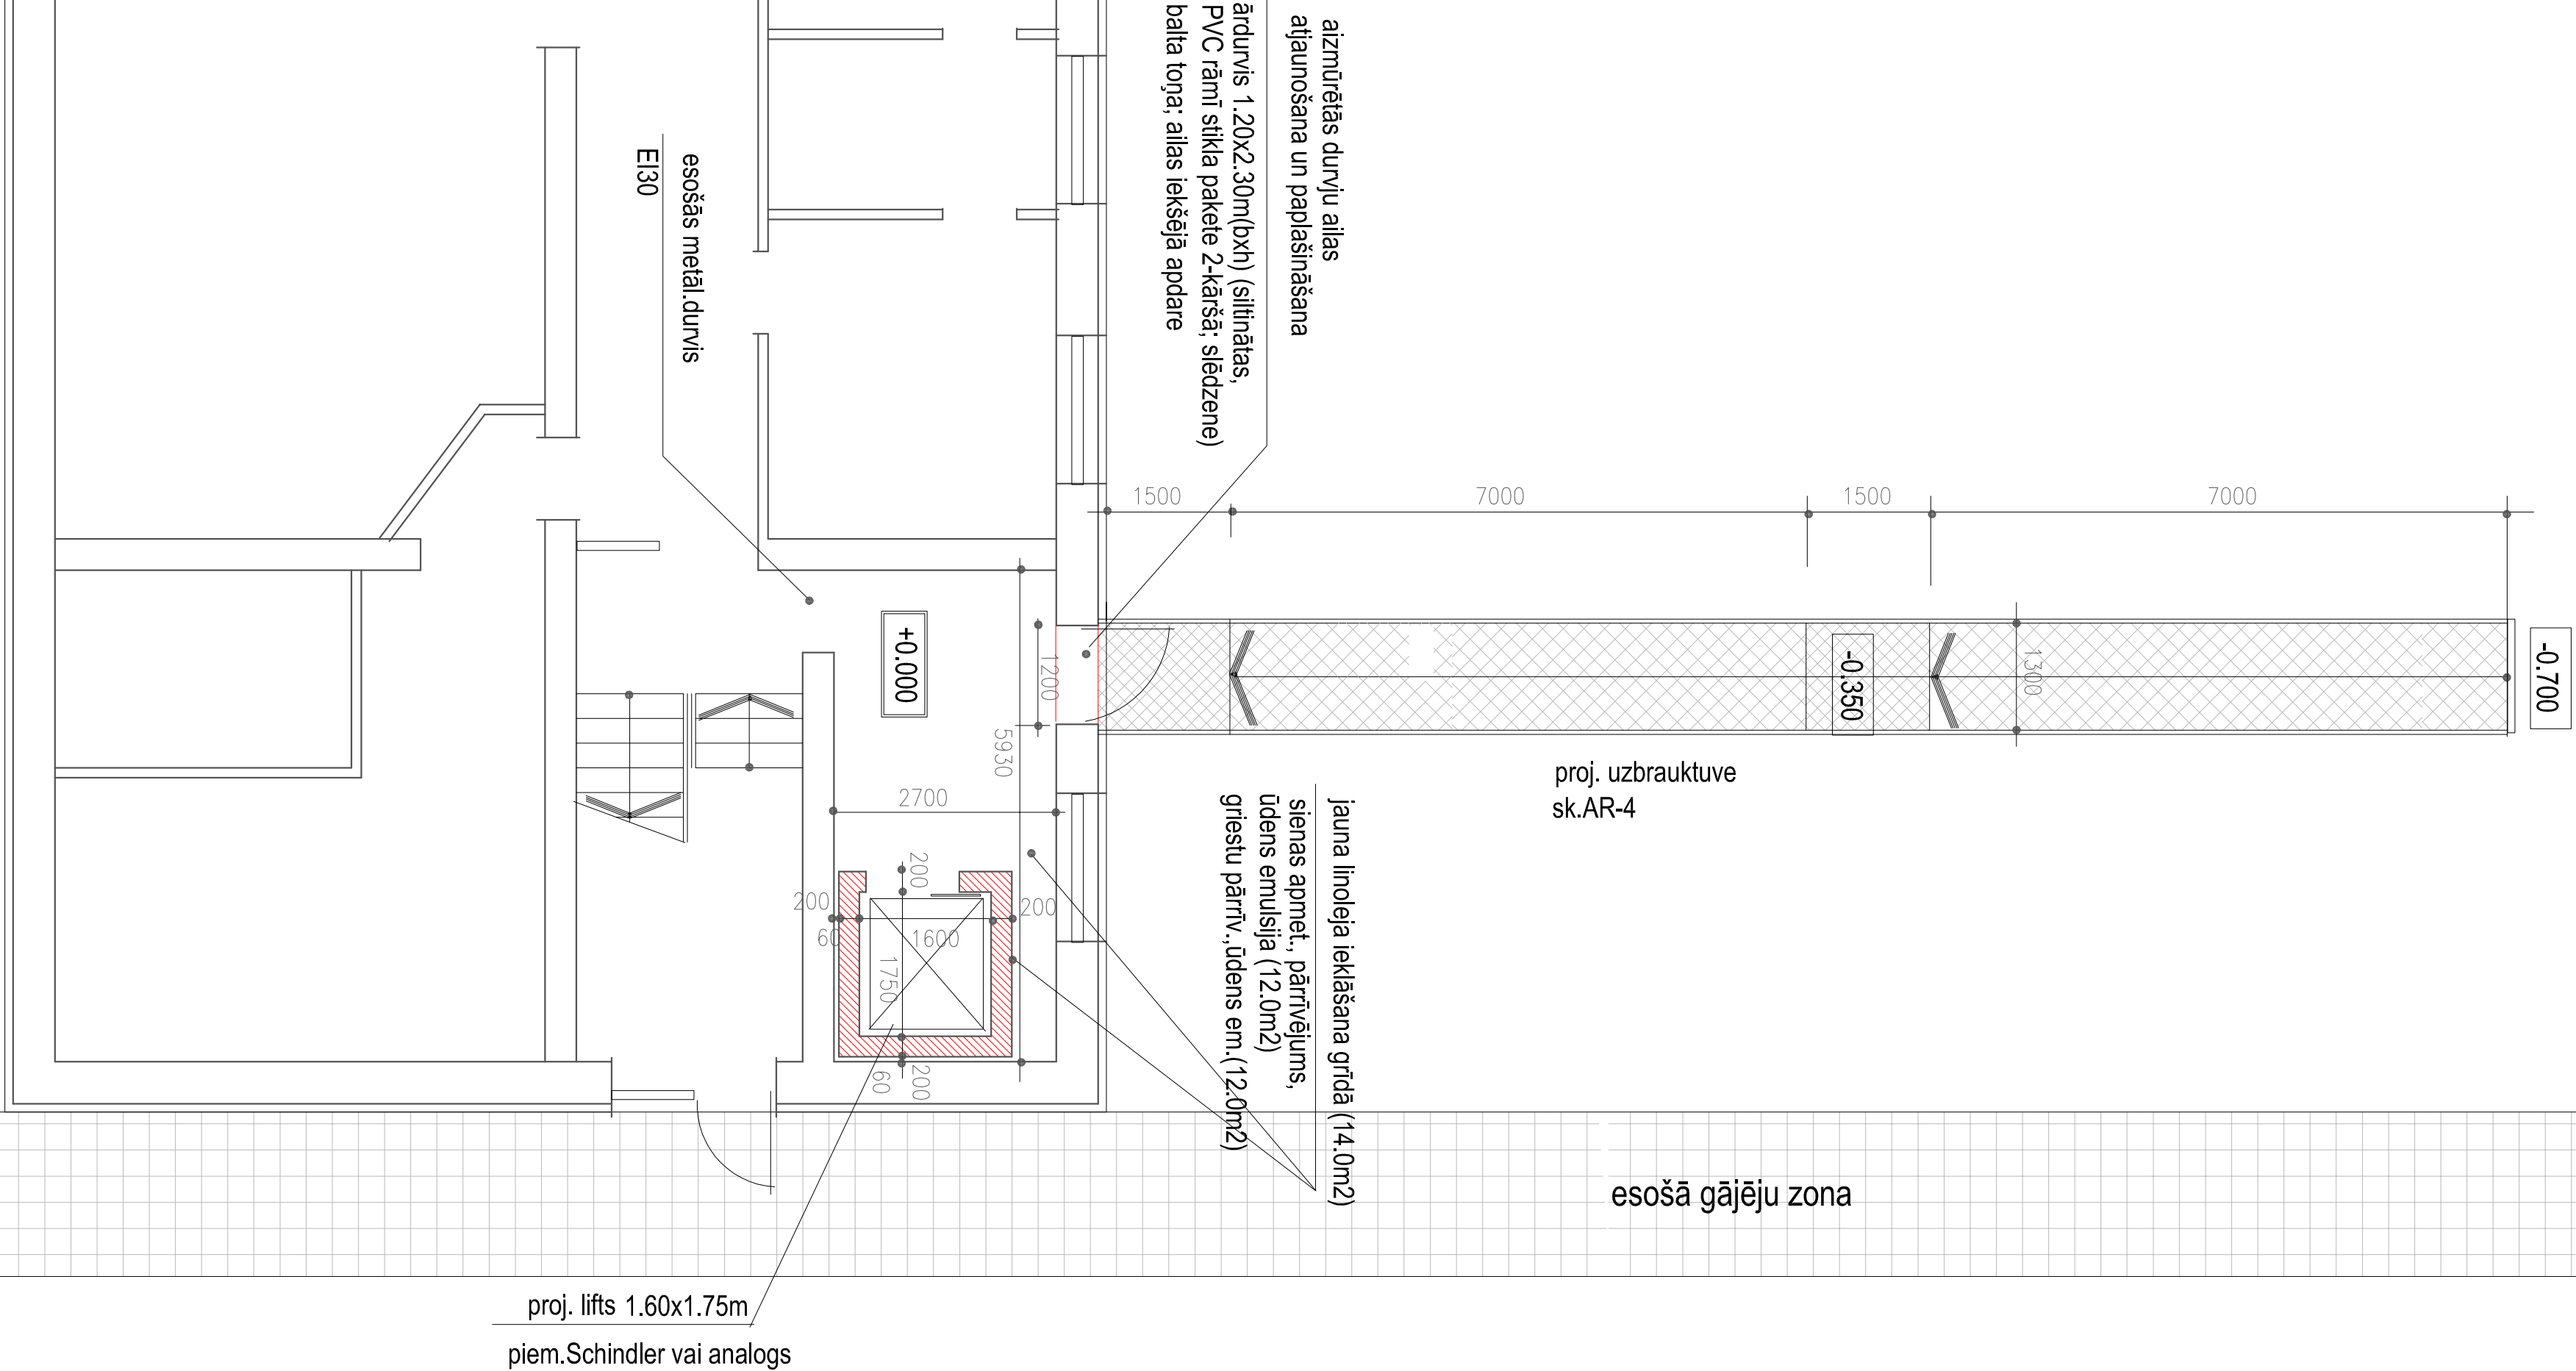 aizmūrētās durvju ailas
atjaunošana un paplašināšana
ārdurvis 1.20x2.30m(bxh) (siltinātas,
PVC rāmī stikla pakete 2-kāršā; slēdzene)
balta toņa; ailas iekšējā apdare
esošās metāl.durvis
EI30
1500
7000
1500
7000
+0.000
1200
5930
2700
-0.350
1300
-0.700
proj. uzbrauktuve
sk.AR-4
200
200
60
1600
200
1750
60
200
jauna linoleja ieklāšana grīdā (14.0m2)
sienas apmet., pārrīvējums,
ūdens emulsija (12.0m2)
griestu pārrīv.,ūdens em.(12.0m2)
esošā gājēju zona
proj. lifts 1.60x1.75m
piem.Schindler vai analogs